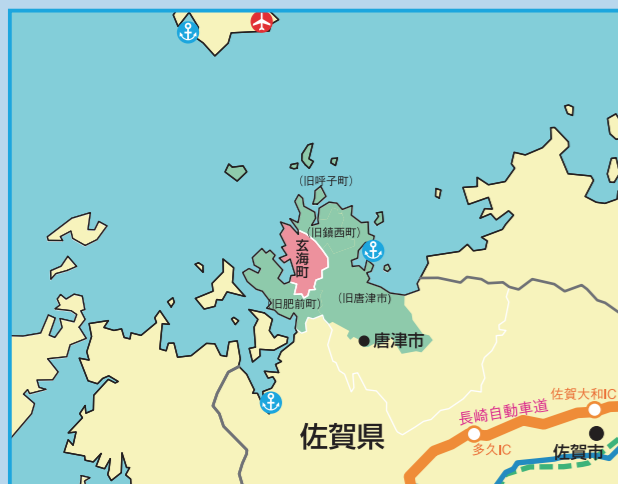 （旧呼子町）
（旧鎮西町）
玄海町
（旧唐津市）
（旧肥前町）
唐津市
佐賀大和IC
長崎自動車道
佐賀県
多久IC
佐賀市